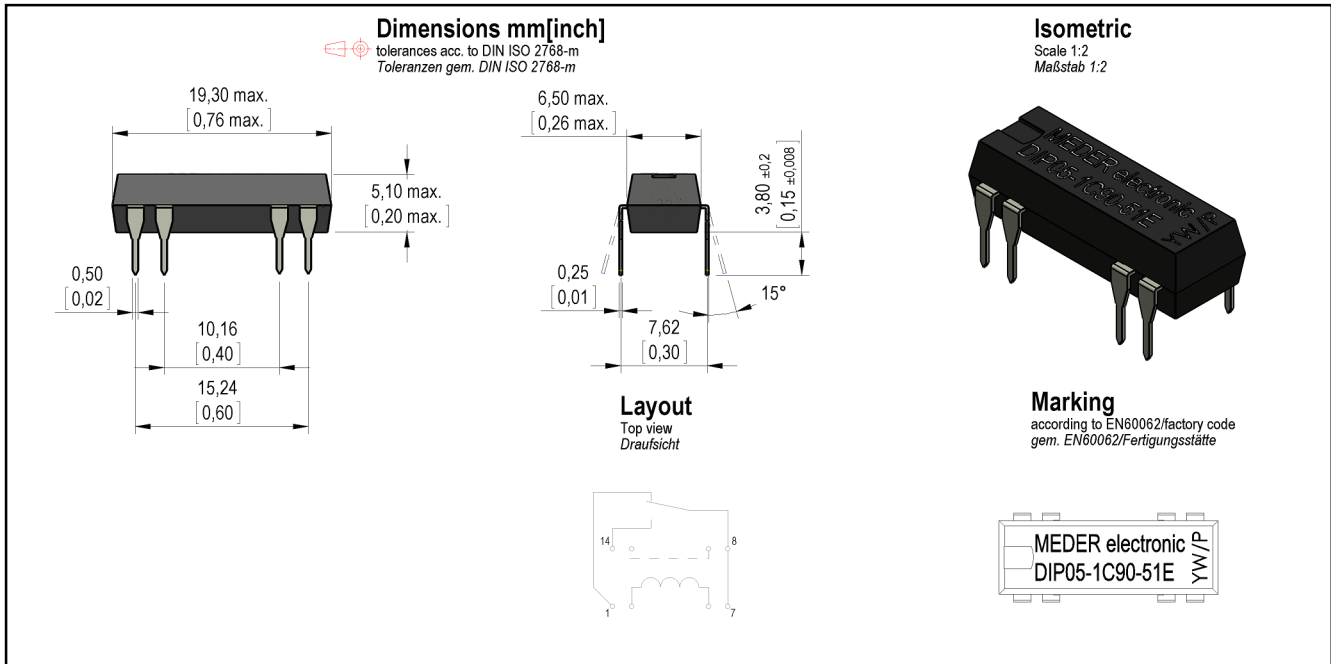 Dimensions mm[inch]
tolerances acc. to DIN ISO 2768-m
Toleranzen gem. DIN ISO 2768-m
19,30 max.
[0,76 max.]
5,10 max.
[0,20 max.]
0,50
[0,02]
10,16
[0,40]
15,24
[0,60]
6,50 max.
[0,26 max.]
3,80 ±0,2
[0,15 ±0,008]
0,25
[0,01]
15°
7,62
[0,30]
Layout
Top view
Draufsicht
14
8
1
7
Isometric
Scale 1:2
Maßstab 1:2
MEDER electronic
DIP05-1C90-51E
YW/P
Marking
according to EN60062/factory code
gem. EN60062/Fertigungsstätte
MEDER electronic
DIP05-1C90-51E
YW/P